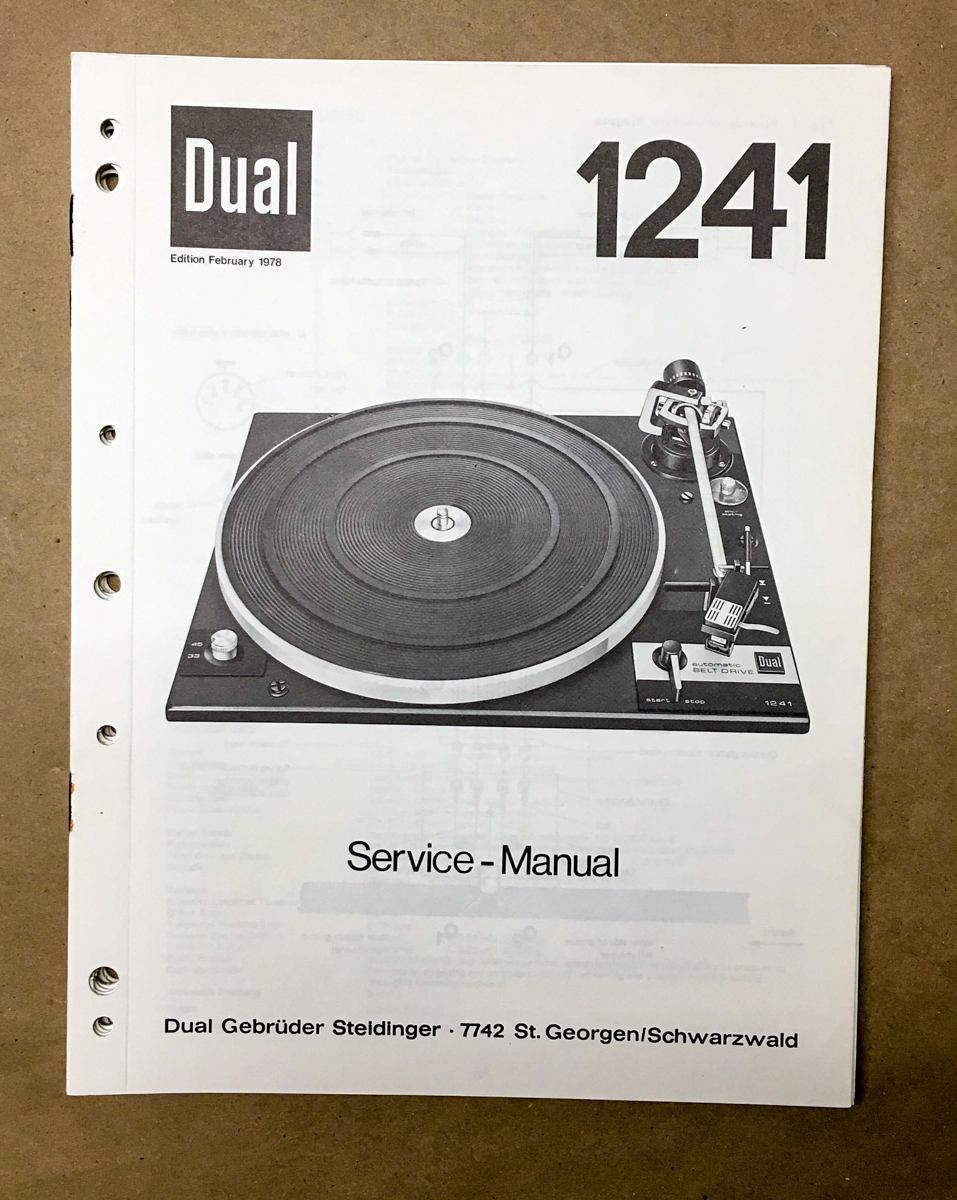 Dual
1241
Edition February 1978
45
33
automatic
BELT DRIVE
Dual
start stop
1241
Service - Manual
Dual Gebrüder Steidinger · 7742 St. Georgen/Schwarzwald